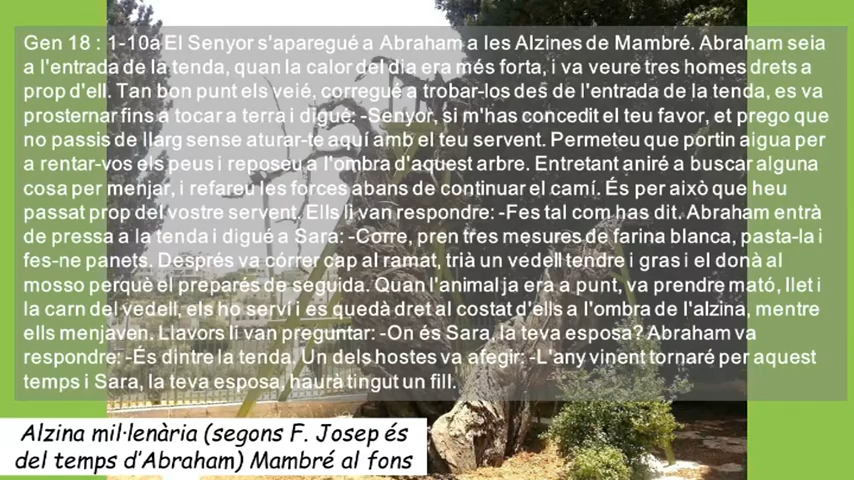 Gen 18 : 1-10a El Senyor s'aparegué a Abraham a les Alzines de Mambré. Abraham seia
a l'entrada de la tenda, quan la calor del dia era més forta, i va veure tres homes drets a
prop d'ell. Tan bon punt els veié, corregué a trobar-los des de l'entrada de la tenda, es va
prosternar fins a tocar a terra i digué: -Senyor, si m'has concedit el teu favor, et prego que
no passis de llarg sense aturar-te aquí amb el teu servent. Permeteu que portin aigua per
a rentar-vos els peus i reposeu a l'ombra d'aquest arbre. Entretant aniré a buscar alguna
cosa per menjar, i refareu les forces abans de continuar el camí. És per això que heu
passat prop del vostre servent. Ells li van respondre: -Fes tal com has dit. Abraham entrà
de pressa a la tenda i digué a Sara: -Corre, pren tres mesures de farina blanca, pasta-la i
fes-ne panets. Després va córrer cap al ramat, trià un vedell tendre i gras i el donà al
mosso perquè el preparés de seguida. Quan l'animal ja era a punt, va prendre mató, llet i
la carn del vedell, els ho serví i es quedà dret al costat d'ells a l'ombra de l'alzina, mentre
ells menjaven. Llavors li van preguntar: -On és Sara, la teva esposa? Abraham va
respondre: -És dintre la tenda. Un dels hostes va afegir: -L'any vinent tornaré per aquest
temps i Sara, la teva esposa, haurà tingut un fill.
Alzina mil·lenària (segons F. Josep és
del temps d'Abraham) Mambré al fons